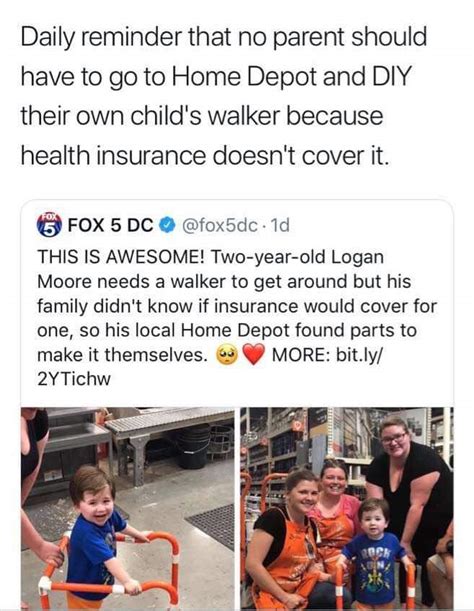 Daily reminder that no parent should
have to go to Home Depot and DIY
their own child's walker because
health insurance doesn't cover it.
FOX 5 FOX 5 DC @fox5dc · 1d
THIS IS AWESOME! Two-year-old Logan
Moore needs a walker to get around but his
family didn't know if insurance would cover for
one, so his local Home Depot found parts to
make it themselves. 🥺❤️ MORE: bit.ly/
2YTichw